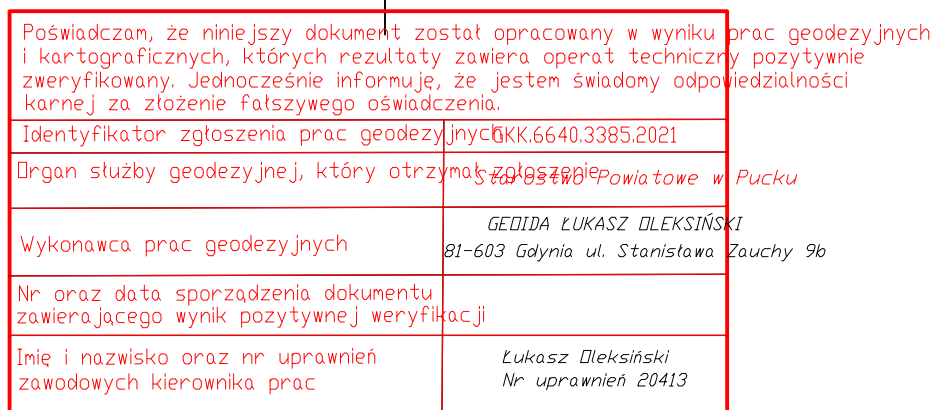 Poświadczam, że niniejszy dokument został opracowany w wyniku prac geodezyjnych
i kartograficznych, których rezultaty zawiera operat techniczny pozytywnie
zweryfikowany. Jednocześnie informuję, że jestem świadomy odpowiedzialności
karnej za złożenie fałszywego oświadczenia.
Identyfikator zgłoszenia prac geodezyjnych GKK.6640.3385.2021
Organ służby geodezyjnej, który otrzymał zgłoszenie Starostwo Powiatowe w Pucku
GEOIDA ŁUKASZ OLEKSIŃSKI
Wykonawca prac geodezyjnych
81-603 Gdynia ul. Stanisława Zauchy 9b
Nr oraz data sporządzenia dokumentu
zawierającego wynik pozytywnej weryfikacji
Imię i nazwisko oraz nr uprawnień Łukasz Oleksiński
zawodowych kierownika prac Nr uprawnień 20413